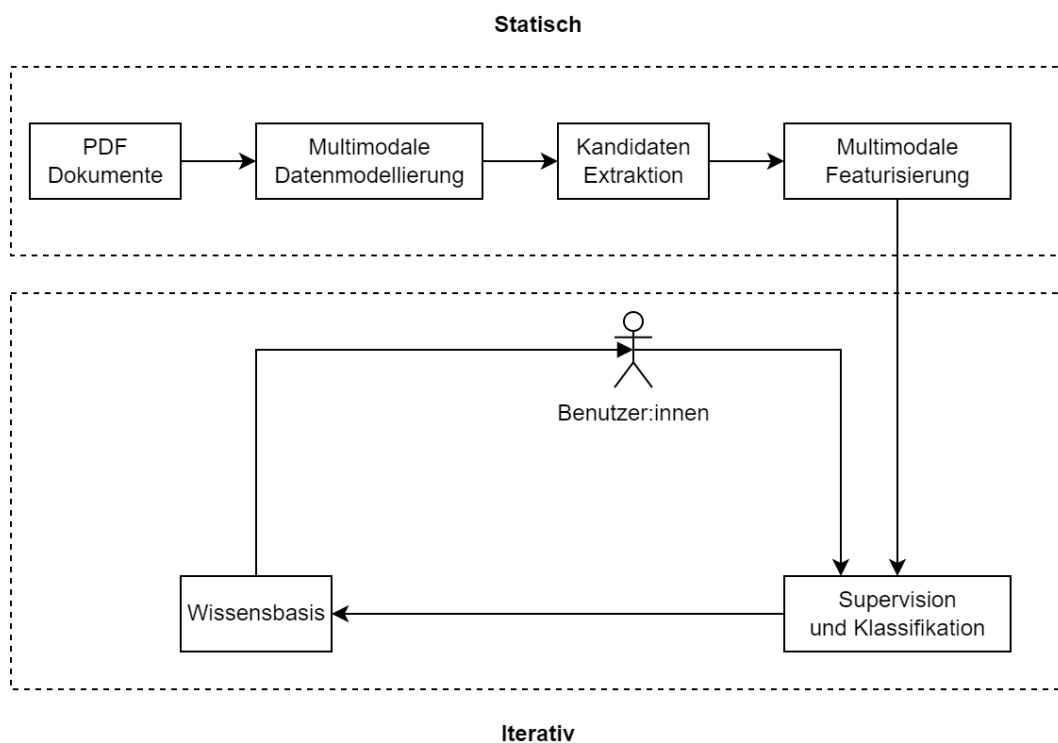 Statisch
PDF
Dokumente
Multimodale
Datenmodellierung
Kandidaten
Extraktion
Multimodale
Featurisierung
Benutzer:innen
Wissensbasis
Supervision
und Klassifikation
Iterativ